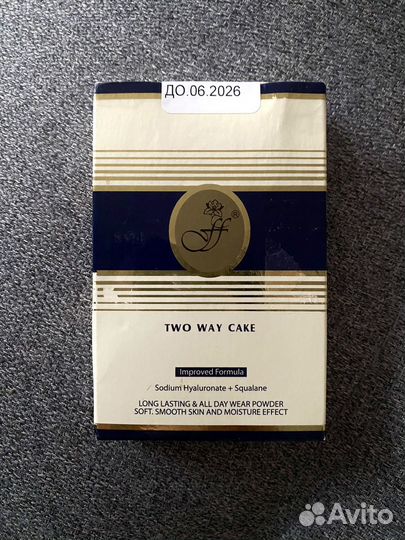 ДО.06.2026
ff ®
TWO WAY CAKE
Improved Formula
Sodium Hyaluronate + Squalane
LONG LASTING & ALL DAY WEAR POWDER
SOFT. SMOOTH SKIN AND MOISTURE EFFECT
Avito